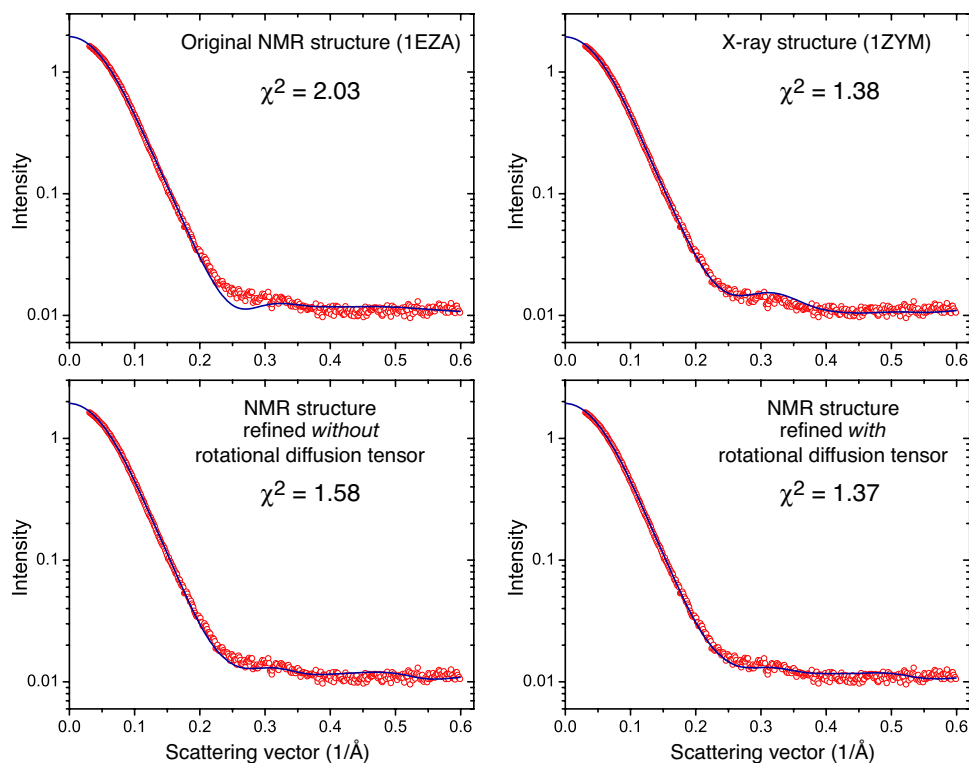 Original NMR structure (1EZA)
χ2 = 2.03
Intensity
1
0.1
0.01
0.0 0.1 0.2 0.3 0.4 0.5 0.6
X-ray structure (1ZYM)
χ2 = 1.38
Intensity
1
0.1
0.01
0.0 0.1 0.2 0.3 0.4 0.5 0.6
NMR structure
refined without
rotational diffusion tensor
χ2 = 1.58
Intensity
1
0.1
0.01
0.0 0.1 0.2 0.3 0.4 0.5 0.6
Scattering vector (1/Å)
NMR structure
refined with
rotational diffusion tensor
χ2 = 1.37
Intensity
1
0.1
0.01
0.0 0.1 0.2 0.3 0.4 0.5 0.6
Scattering vector (1/Å)